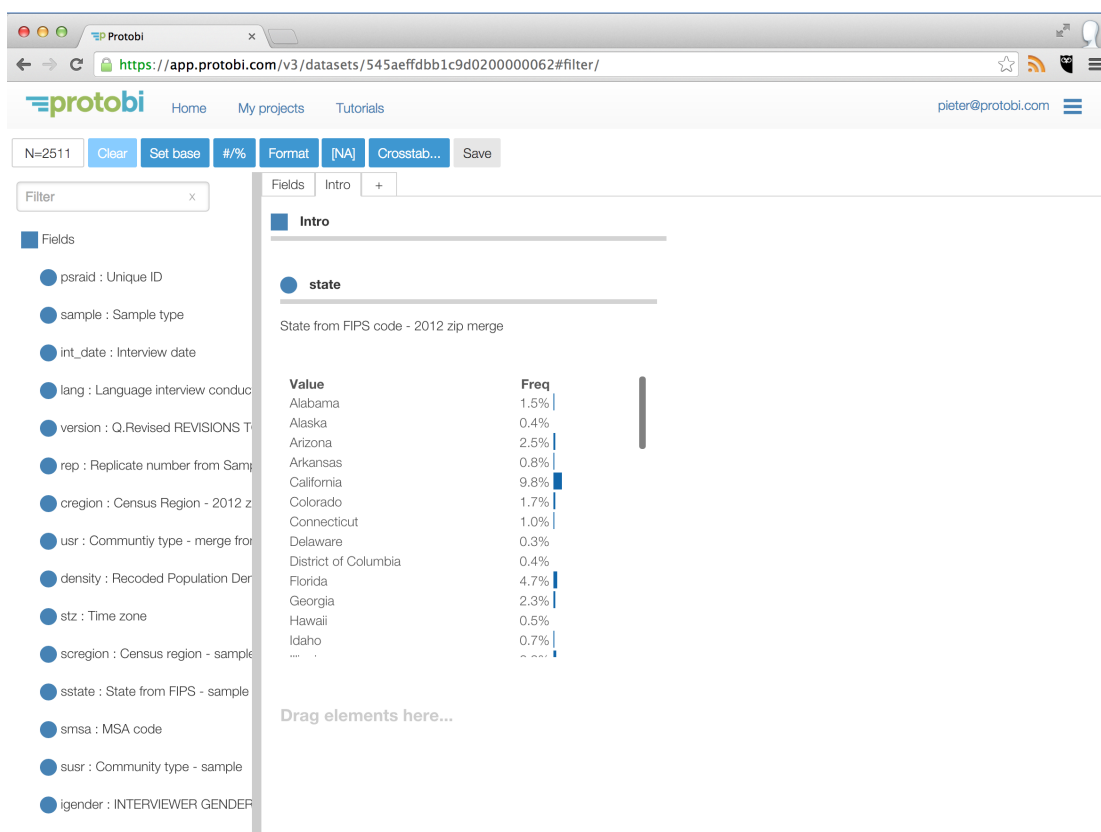 Protobi
https://app.protobi.com/v3/datasets/545aeffdbb1c9d0200000062#filter/
protobi Home My projects Tutorials pieter@protobi.com
N=2511 Clear Set base #/% Format [NA] Crosstab... Save
Filter x
Fields Intro +
Intro
Fields
psraid : Unique ID
state
sample : Sample type
State from FIPS code - 2012 zip merge
int_date : Interview date
lang : Language interview conduc
version : Q.Revised REVISIONS T
rep : Replicate number from Sam
cregion : Census Region - 2012 z
usr : Communtiy type - merge fror
density : Recoded Population Der
stz : Time zone
scregion : Census region - sample
sstate : State from FIPS - sample
smsa : MSA code
susr : Community type - sample
igender : INTERVIEWER GENDER
Value Freq
Alabama 1.5%
Alaska 0.4%
Arizona 2.5%
Arkansas 0.8%
California 9.8%
Colorado 1.7%
Connecticut 1.0%
Delaware 0.3%
District of Columbia 0.4%
Florida 4.7%
Georgia 2.3%
Hawaii 0.5%
Idaho 0.7%
Drag elements here...